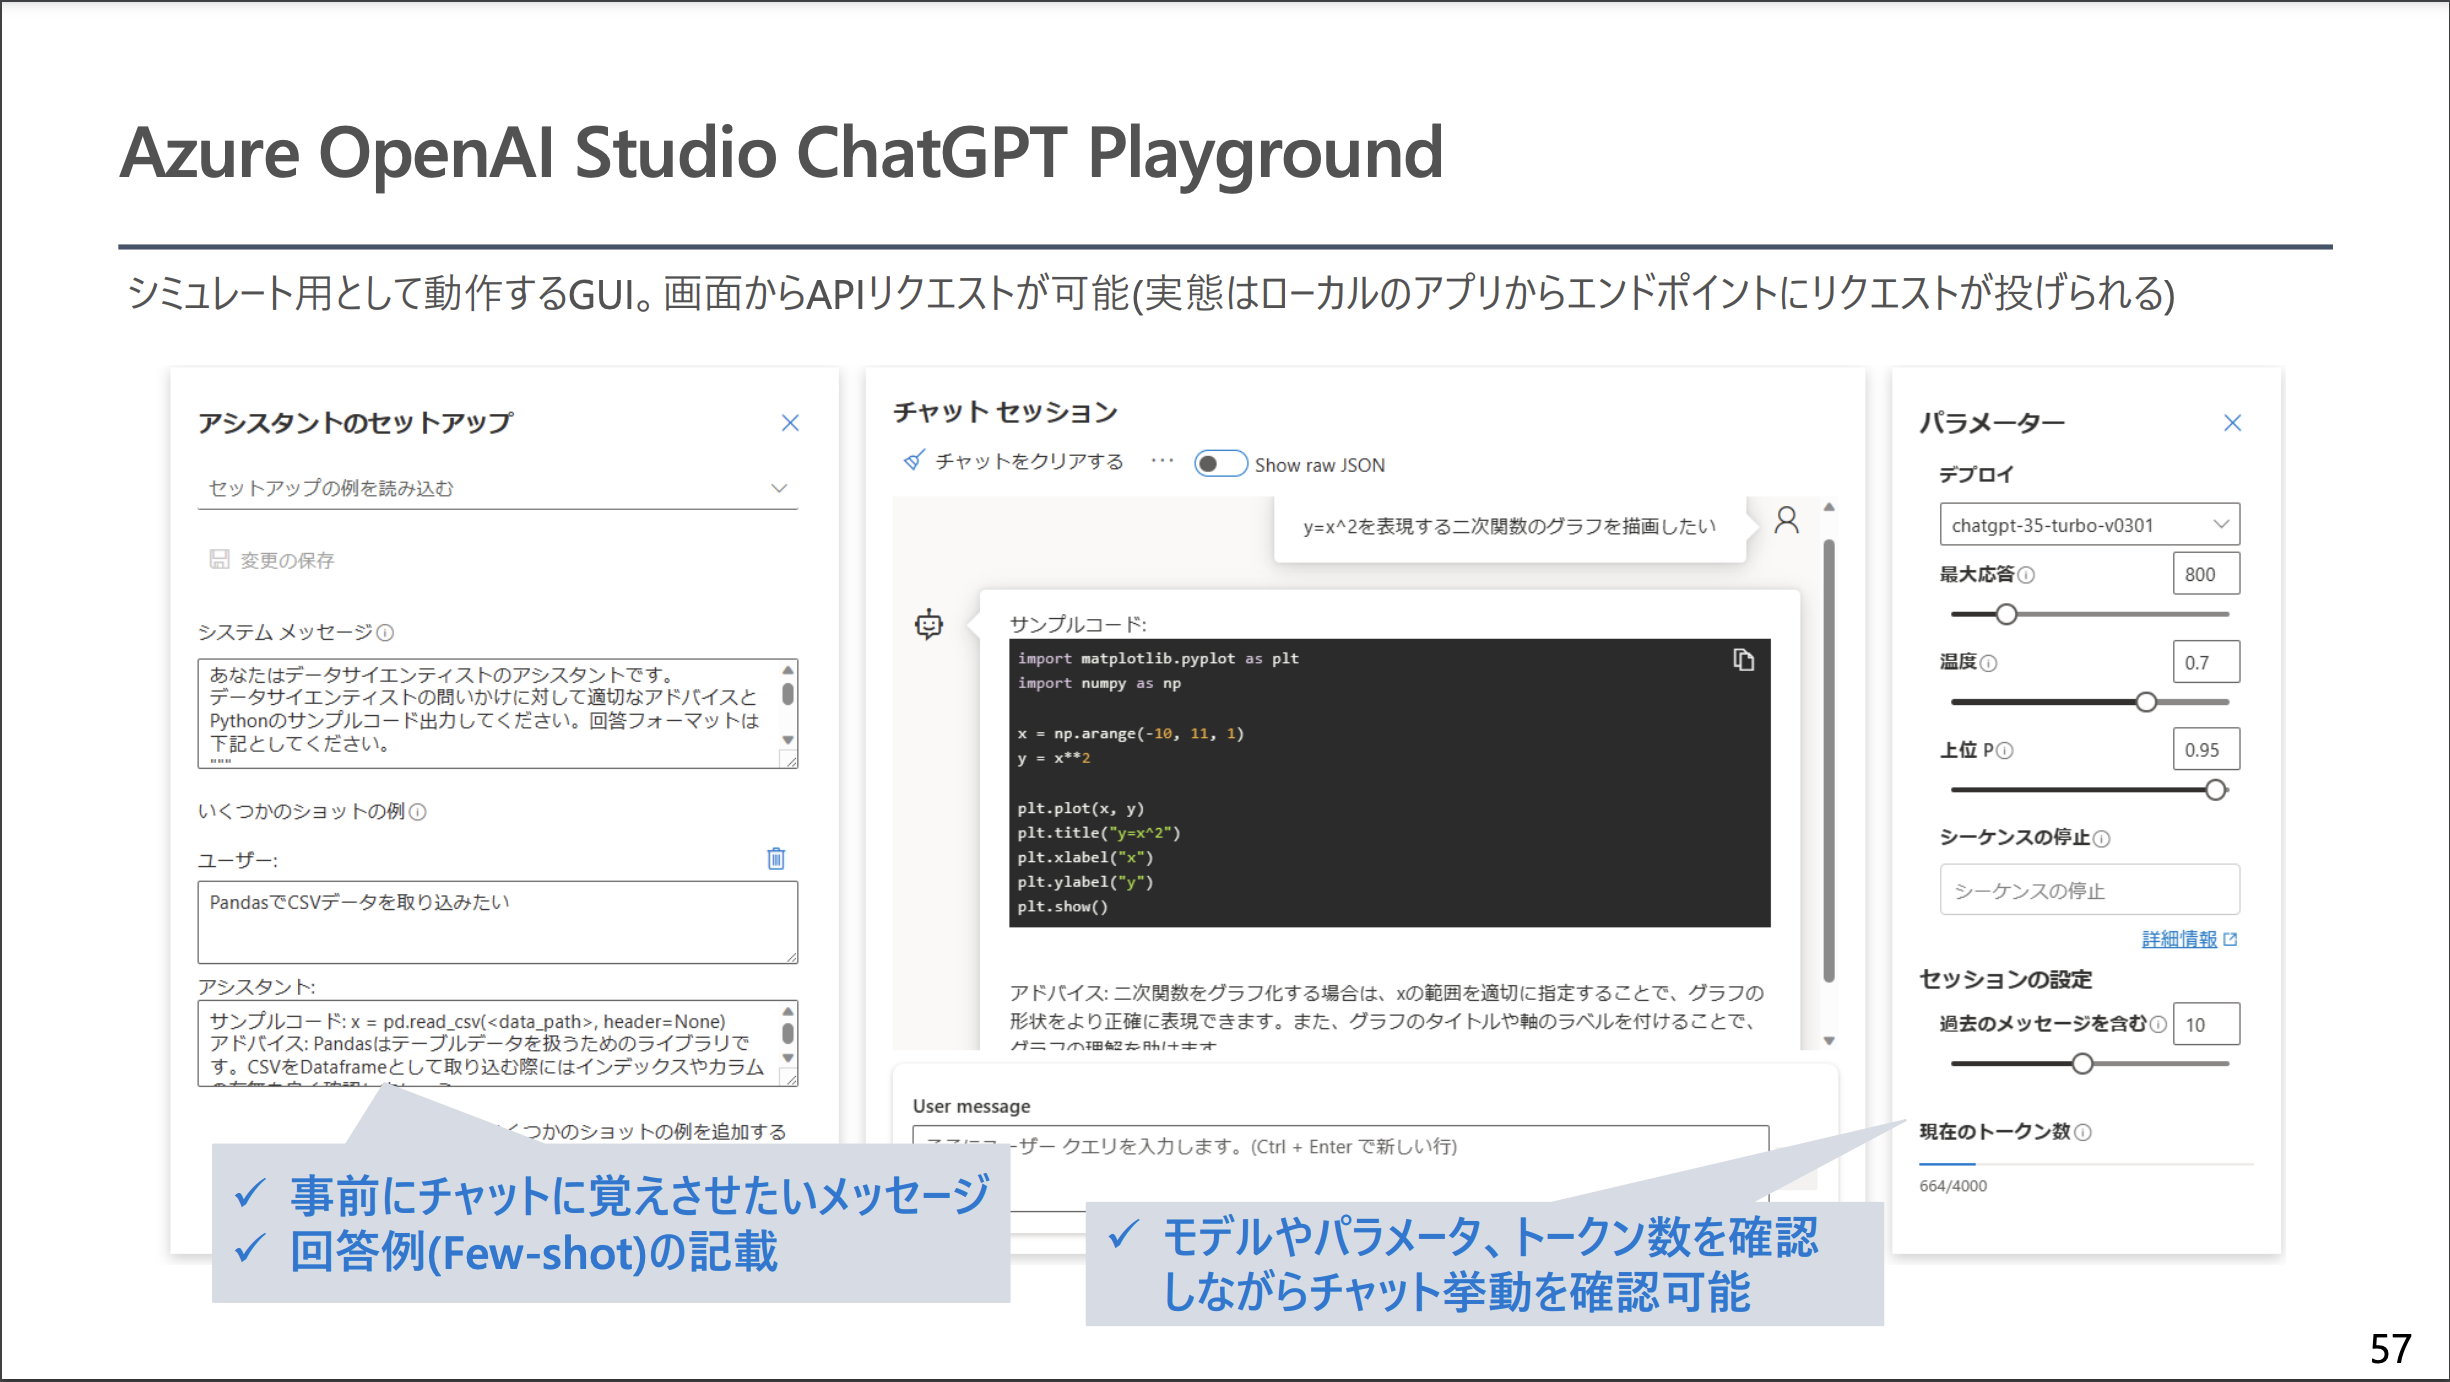 Azure OpenAI Studio ChatGPT Playground
シミュレート用として動作するGUI。画面からAPIリクエストが可能(実態はローカルのアプリからエンドポイントにリクエストが投げられる)
アシスタントのセットアップ
セットアップの例を読み込む
変更の保存
システム メッセージ
あなたはデータサイエンティストのアシスタントです。
データサイエンティストの問いかけに対して適切なアドバイスと
Pythonのサンプルコード出力してください。回答フォーマットは
下記としてください。
"""
いくつかのショットの例
ユーザー:
PandasでCSVデータを取り込みたい
アシスタント:
サンプルコード: x = pd.read_csv(<data_path>, header=None)
アドバイス: Pandasはテーブルデータを扱うためのライブラリで
す。CSVをDataframeとして取り込む際にはインデックスやカラム
くつかのショットの例を追加する
事前にチャットに覚えさせたいメッセージ
回答例(Few-shot)の記載
チャット セッション
チャットをクリアする ··· Show raw JSON
y=x^2を表現する二次関数のグラフを描画したい
サンプルコード:
import matplotlib.pyplot as plt
import numpy as np
x = np.arange(-10, 11, 1)
y = x**2
plt.plot(x, y)
plt.title("y=x^2")
plt.xlabel("x")
plt.ylabel("y")
plt.show()
アドバイス: 二次関数をグラフ化する場合は、xの範囲を適切に指定することで、グラフの
形状をより正確に表現できます。また、グラフのタイトルや軸のラベルを付けることで、
グラフの理解を助けます
User message
ここにユーザー クエリを入力します。(Ctrl + Enter で新しい行)
モデルやパラメータ、トークン数を確認
しながらチャット挙動を確認可能
パラメーター
デプロイ
chatgpt-35-turbo-v0301
最大応答 800
温度 0.7
上位 P 0.95
シーケンスの停止
シーケンスの停止
詳細情報
セッションの設定
過去のメッセージを含む 10
現在のトークン数
664/4000
57